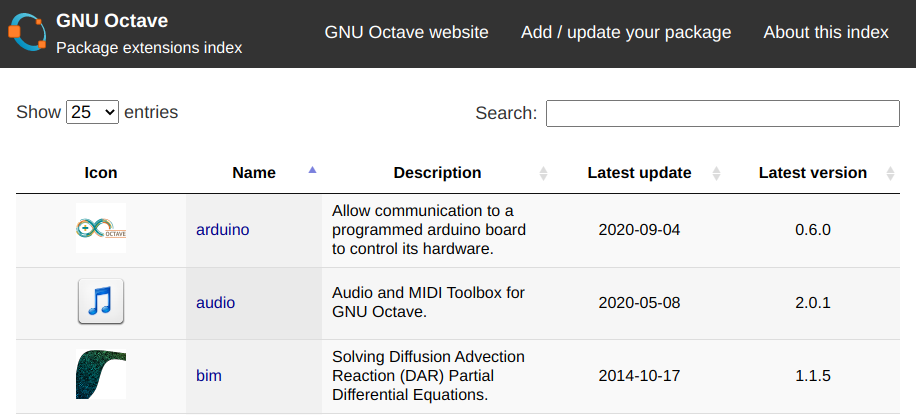 GNU Octave
Package extensions index
GNU Octave website
Add / update your package
About this index
Show 25 entries
Search:
Icon
Name
Description
Latest update
Latest version
OCTAVE
arduino
Allow communication to a
programmed arduino board
to control its hardware.
2020-09-04
0.6.0
audio
Audio and MIDI Toolbox for
GNU Octave.
2020-05-08
2.0.1
bim
Solving Diffusion Advection
Reaction (DAR) Partial
Differential Equations.
2014-10-17
1.1.5